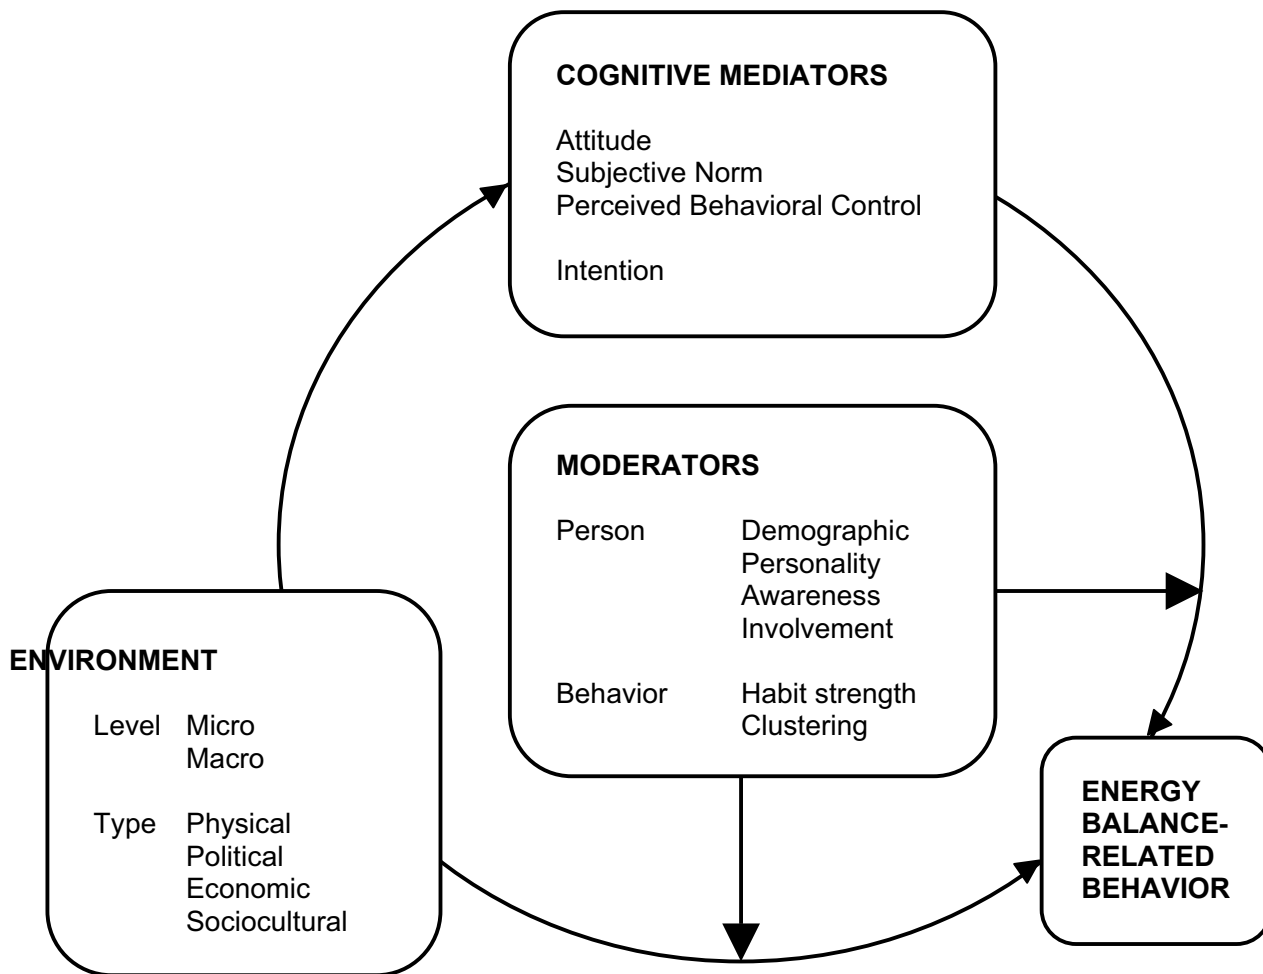 COGNITIVE MEDIATORS
Attitude
Subjective Norm
Perceived Behavioral Control
Intention
MODERATORS
Person Demographic
Personality
Awareness
Involvement
Behavior Habit strength
Clustering
ENVIRONMENT
Level Micro
Macro
Type Physical
Political
Economic
Sociocultural
ENERGY
BALANCE-
RELATED
BEHAVIOR